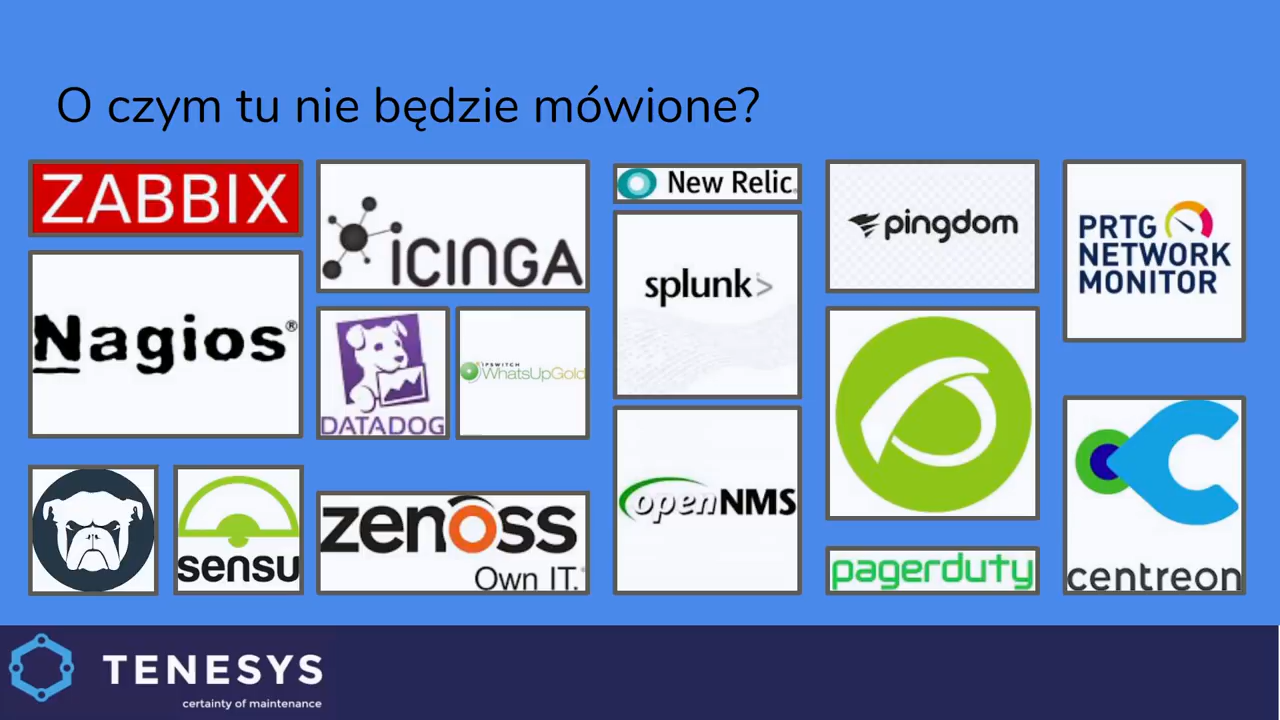 O czym tu nie będzie mówione?
ZABBIX
ICINGA
New Relic.
pingdom
PRTG
NETWORK
MONITOR
Nagios®
splunk>
DATADOG
IPSWITCH
WhatsUpGold
openNMS
sensu
zenoss
Own IT.
pagerduty
centreon
TENESYS
certainty of maintenance